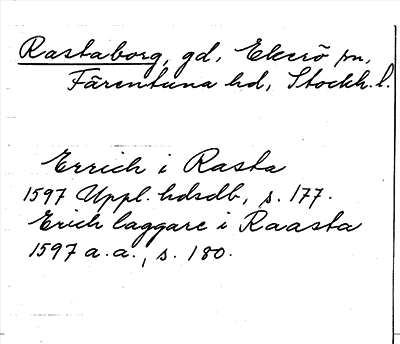 Rastaborg, gd, Ekerö sn,
Färentuna hd, Stockh. l.
Errich i Rasta
1597 Uppl. hdsdb, s. 177.
Erich laggare i Raasta
1597 a.a., s. 180.